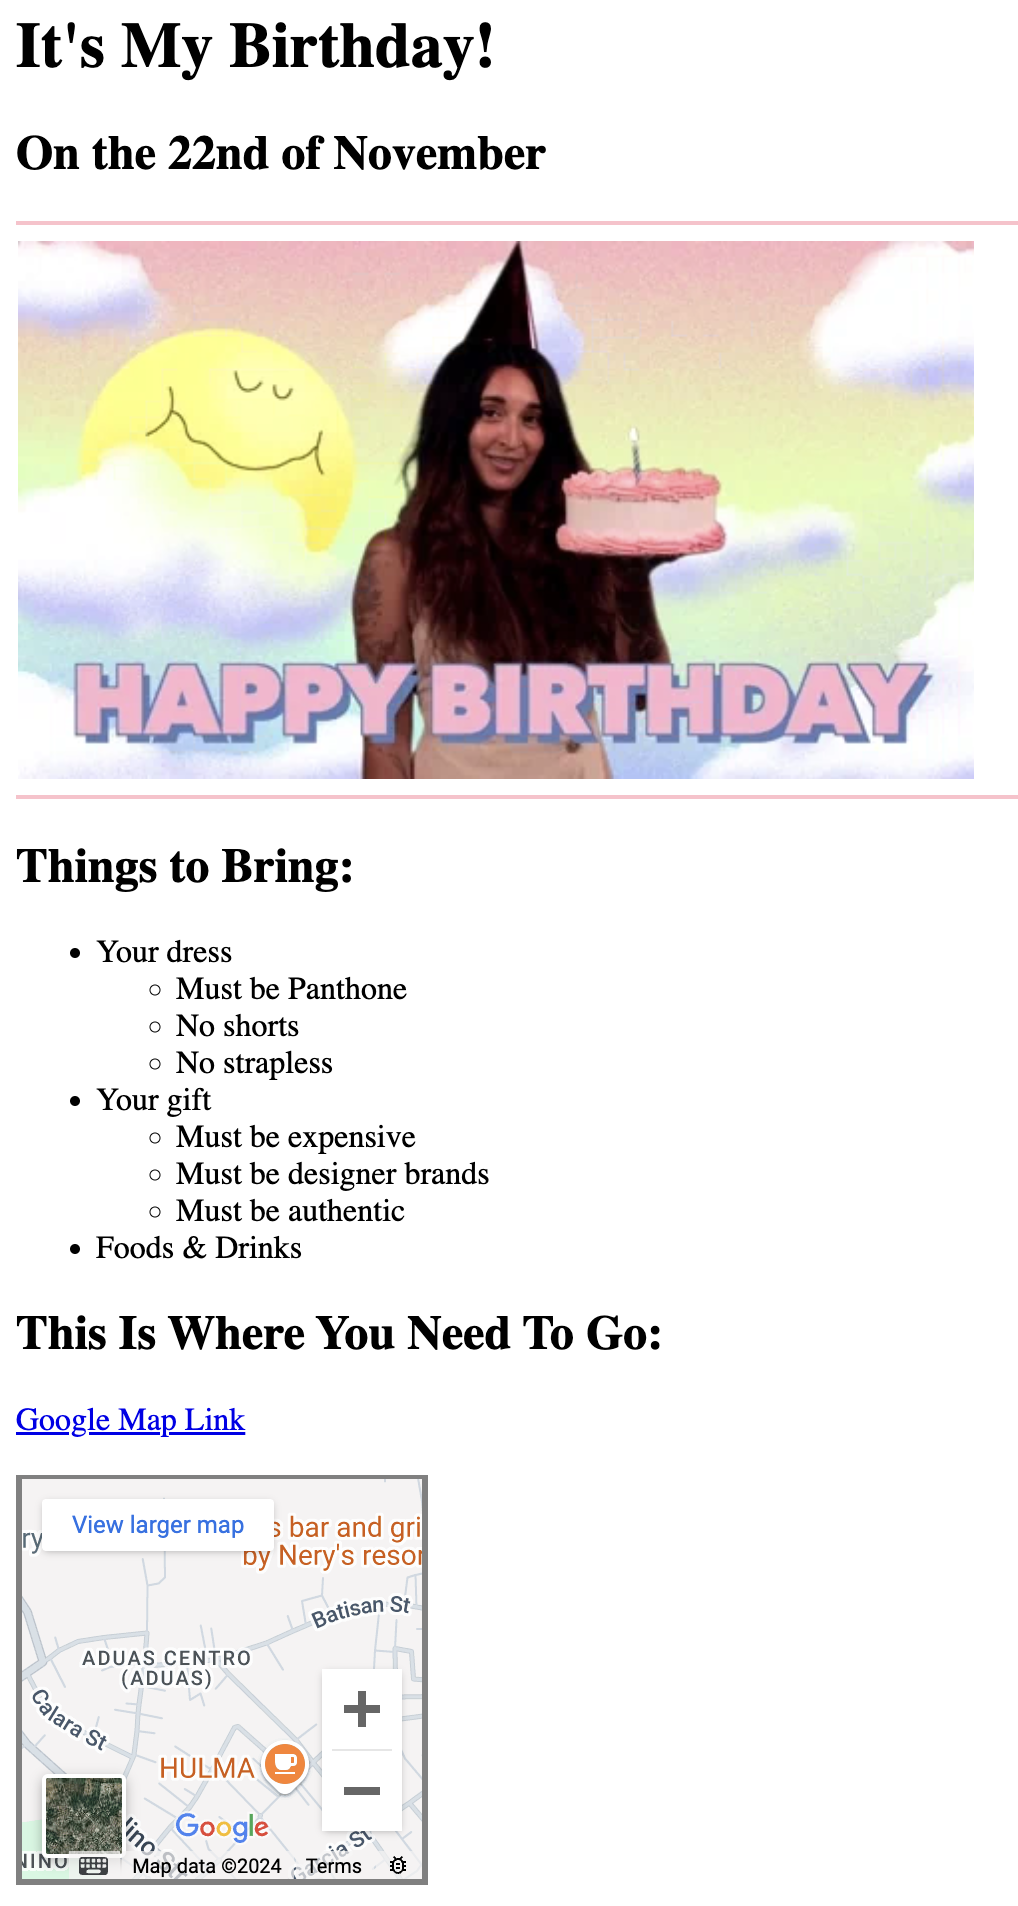 It's My Birthday!
On the 22nd of November
HAPPY BIRTHDAY
Things to Bring:
Your dress
Must be Panthone
No shorts
No strapless
Your gift
Must be expensive
Must be designer brands
Must be authentic
Foods & Drinks
This Is Where You Need To Go:
Google Map Link
View larger map
s bar and gri
by Nery's resor
ry
Batisan St
ADUAS CENTRO
(ADUAS)
Calara St
HULMA
Google
Garcia St
NINO
Map data ©2024
Terms